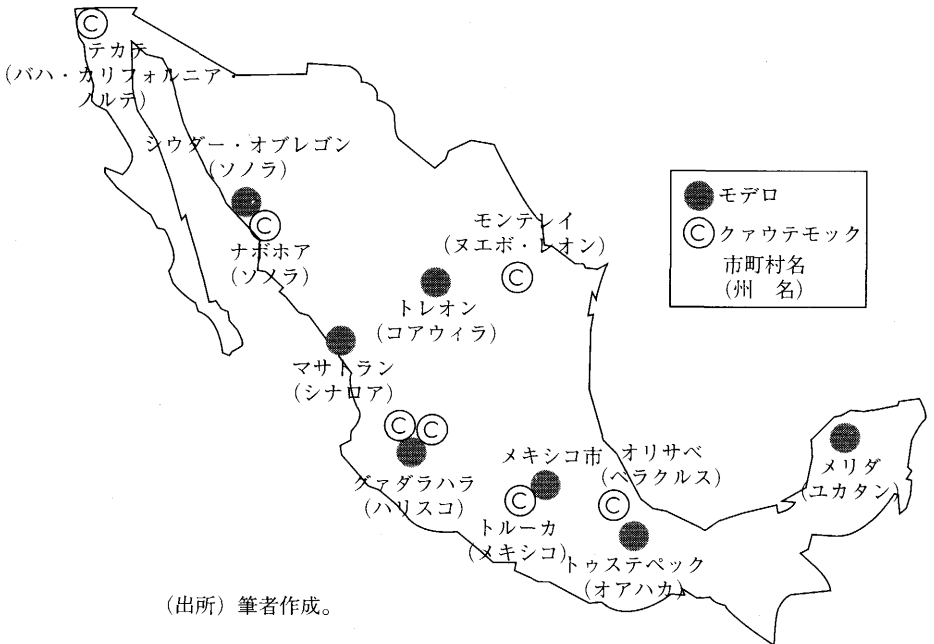 テカテ
(バハ・カリフォルニア・
ノルテ)
シウダー・オブレゴン
(ソノラ)
ナボホア
(ソノラ)
モンテレイ
(ヌエボ・レオン)
トレオン
(コアウィラ)
マサトラン
(シナロア)
グァダラハラ
(ハリスコ)
メキシコ市
トルーカ
(メキシコ)
オリサベ
(ベラクルス)
トゥステペック
(オアハカ)
メリダ
(ユカタン)
モデロ
Ⓒクァウテモック
市町村名
(州 名)
(出所)筆者作成。